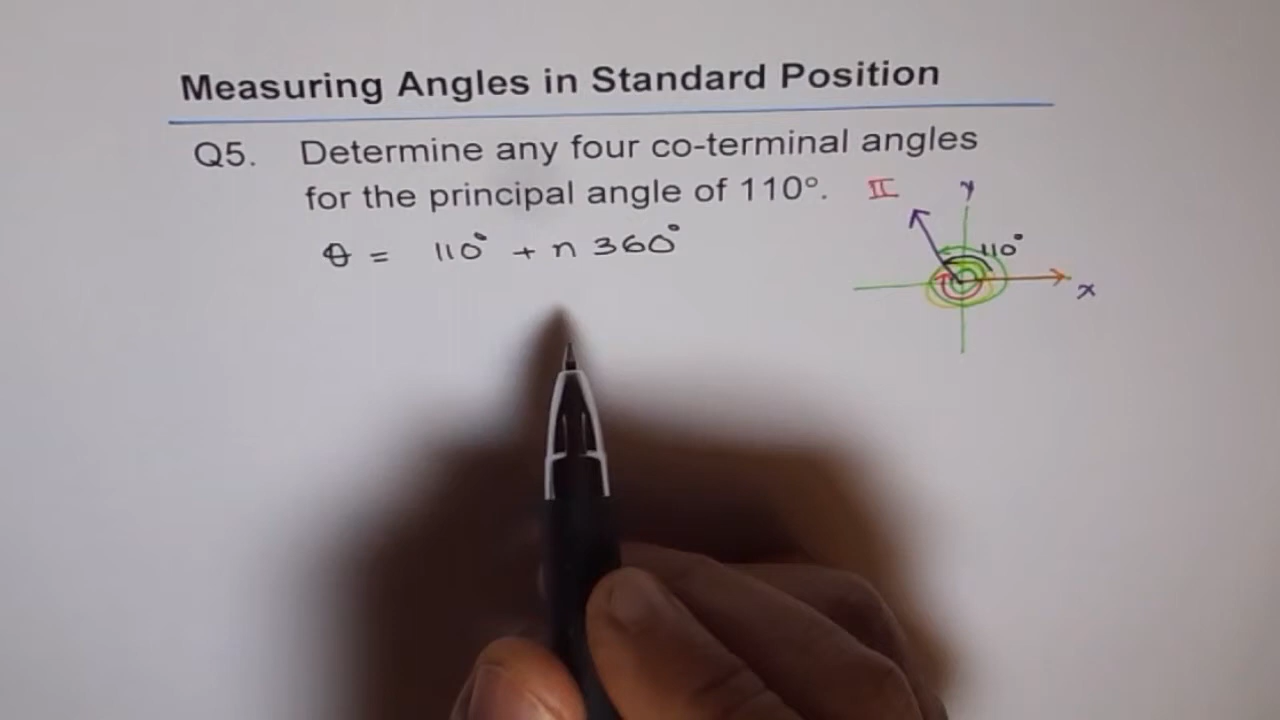 Measuring Angles in Standard Position
Q5. Determine any four co-terminal angles
for the principal angle of 110°. II
y
θ = 110° + n 360°
110°
x